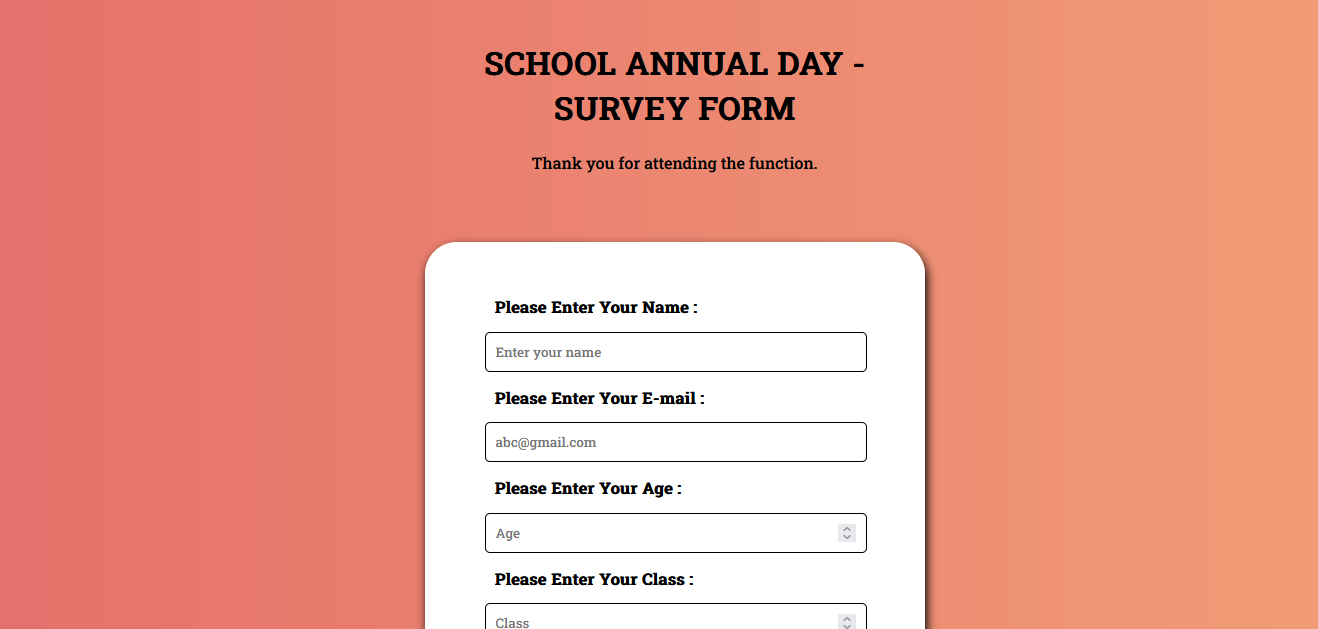 SCHOOL ANNUAL DAY -
SURVEY FORM
Thank you for attending the function.
Please Enter Your Name :
Enter your name
Please Enter Your E-mail :
abc@gmail.com
Please Enter Your Age :
Age
Please Enter Your Class :
Class